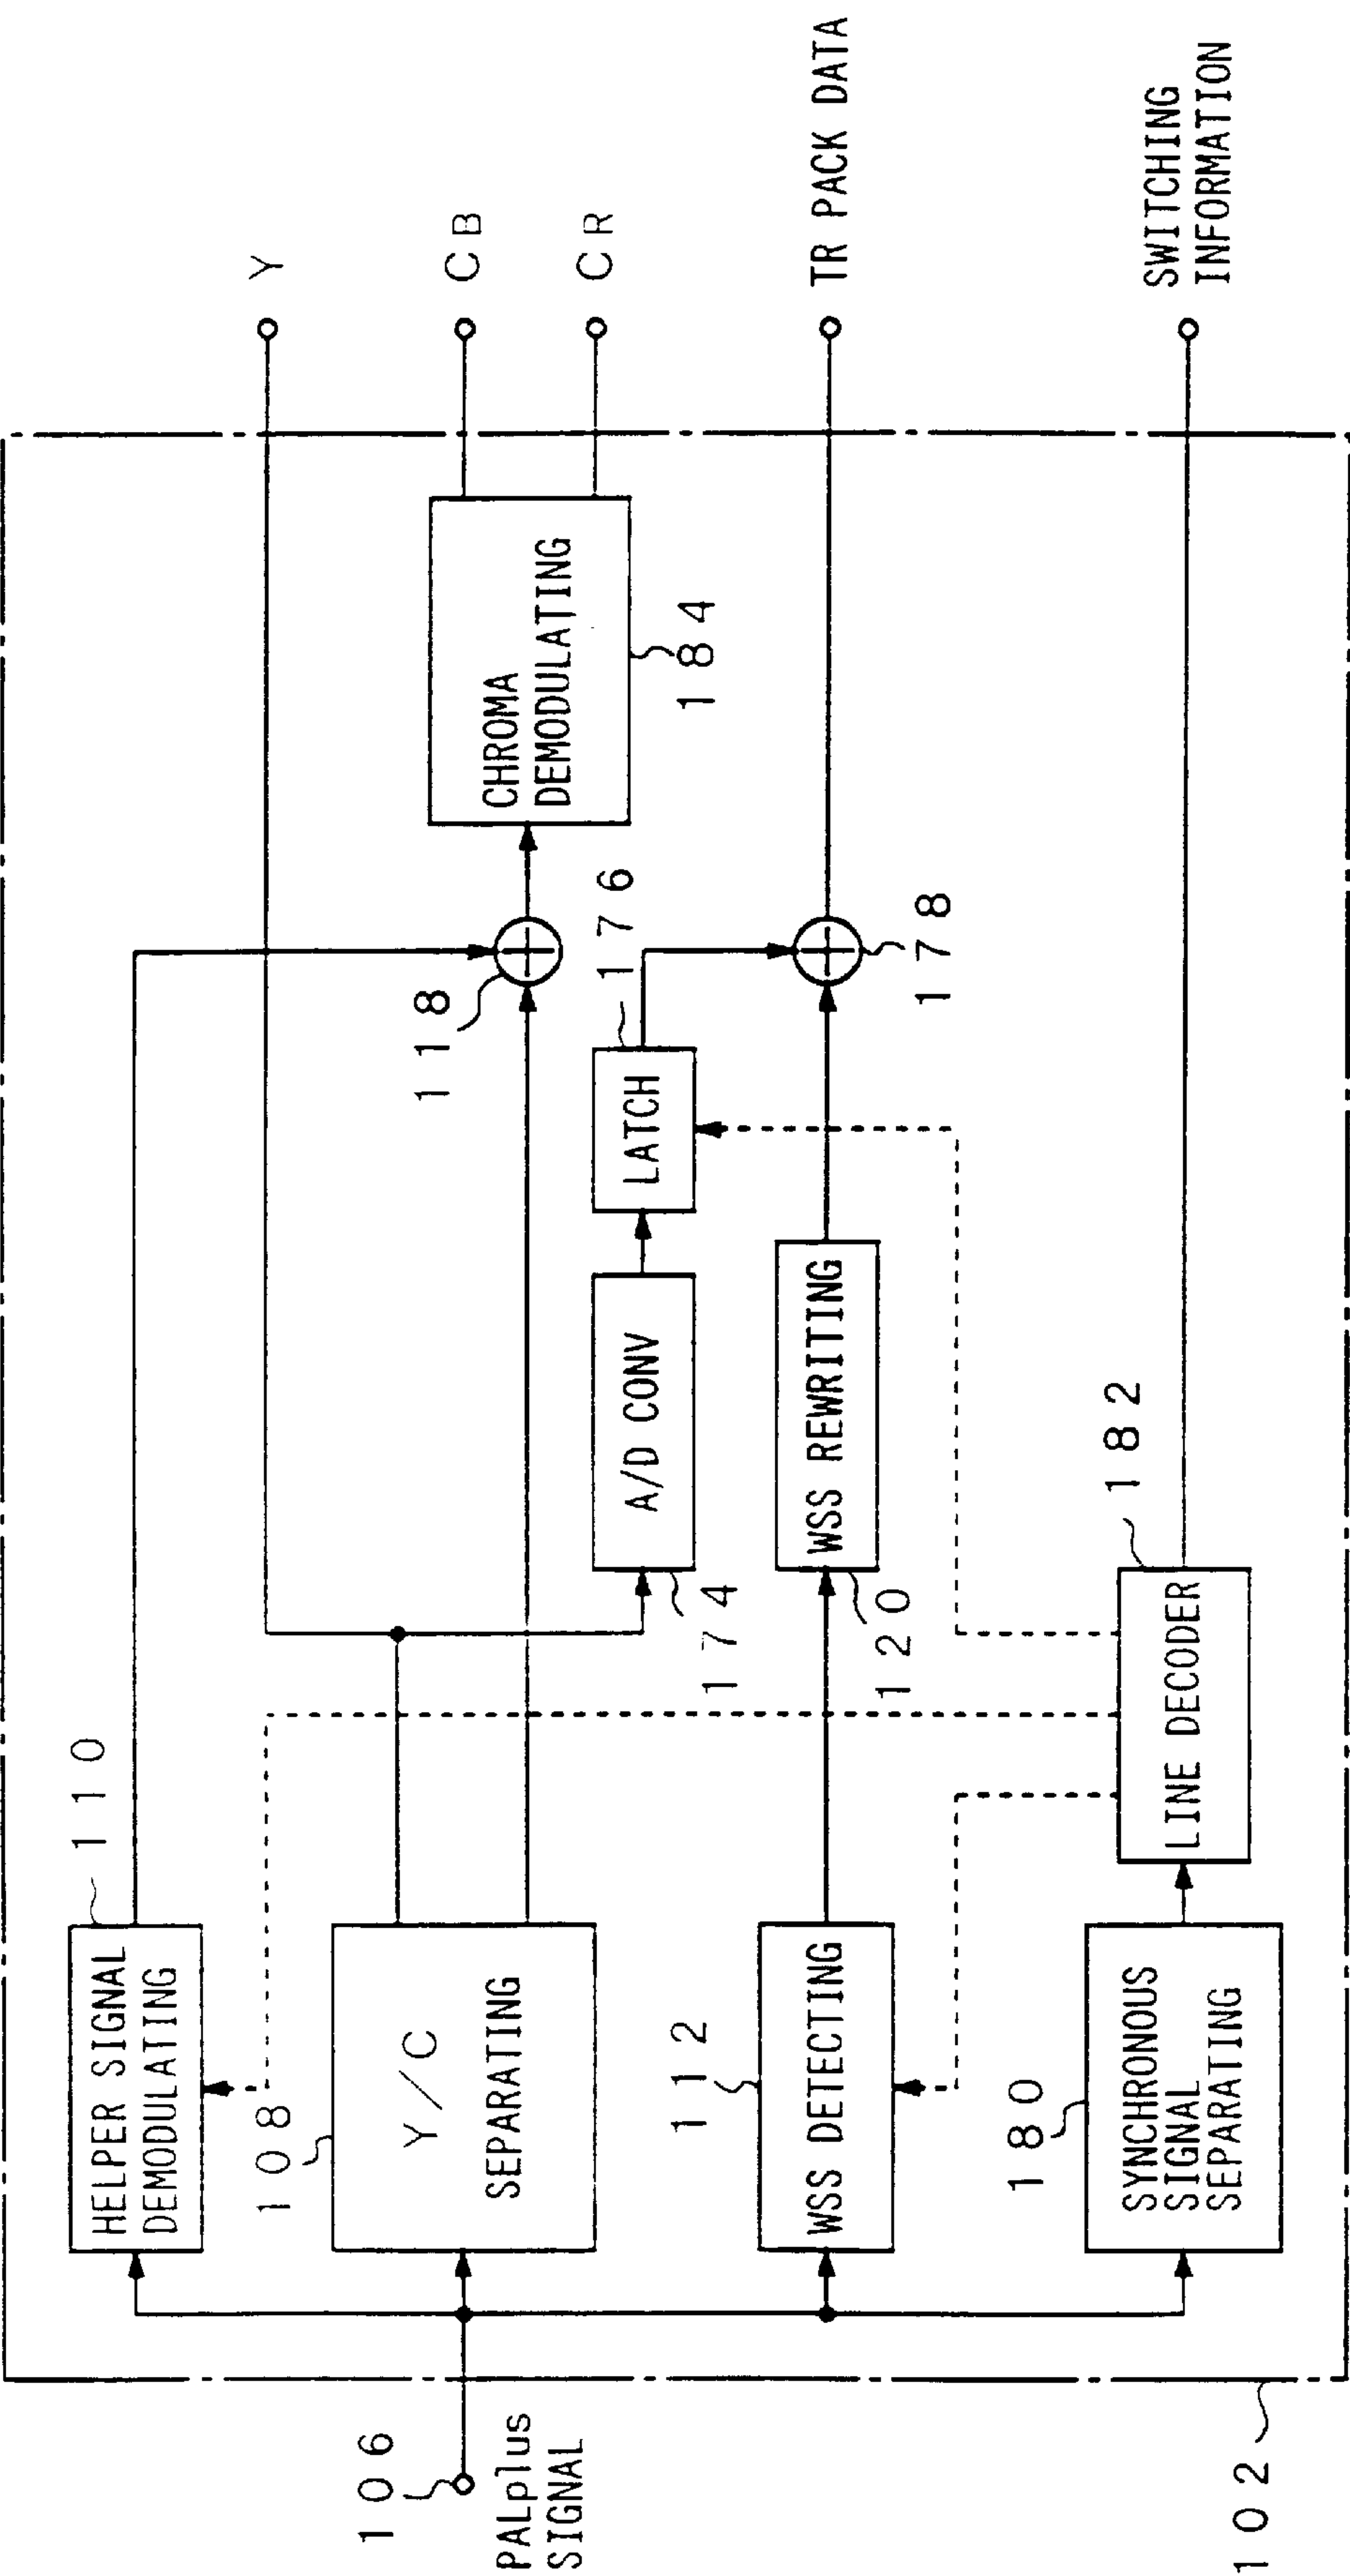 106
PALplus
SIGNAL
102
HELPER SIGNAL
DEMODULATING
110
108
Y/C
SEPARATING
112
WSS DETECTING
180
SYNCHRONOUS
SIGNAL
SEPARATING
LINE DECODER
182
A/D CONV
174
WSS REWRITING
120
LATCH
176
118
178
CHROMA
DEMODULATING
184
Y
CB
CR
TR PACK DATA
SWITCHING
INFORMATION